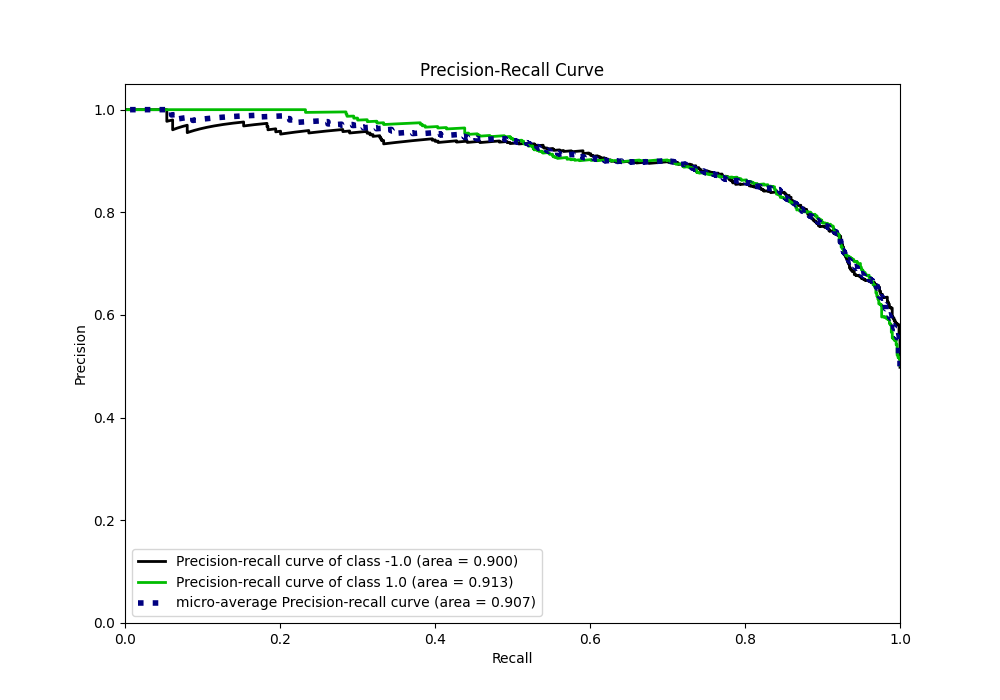 Precision-Recall Curve
1.0
0.8
0.6
0.4
0.2
0.0
Precision
Precision-recall curve of class -1.0 (area = 0.900)
Precision-recall curve of class 1.0 (area = 0.913)
micro-average Precision-recall curve (area = 0.907)
0.0 0.2 0.4 0.6 0.8 1.0
Recall